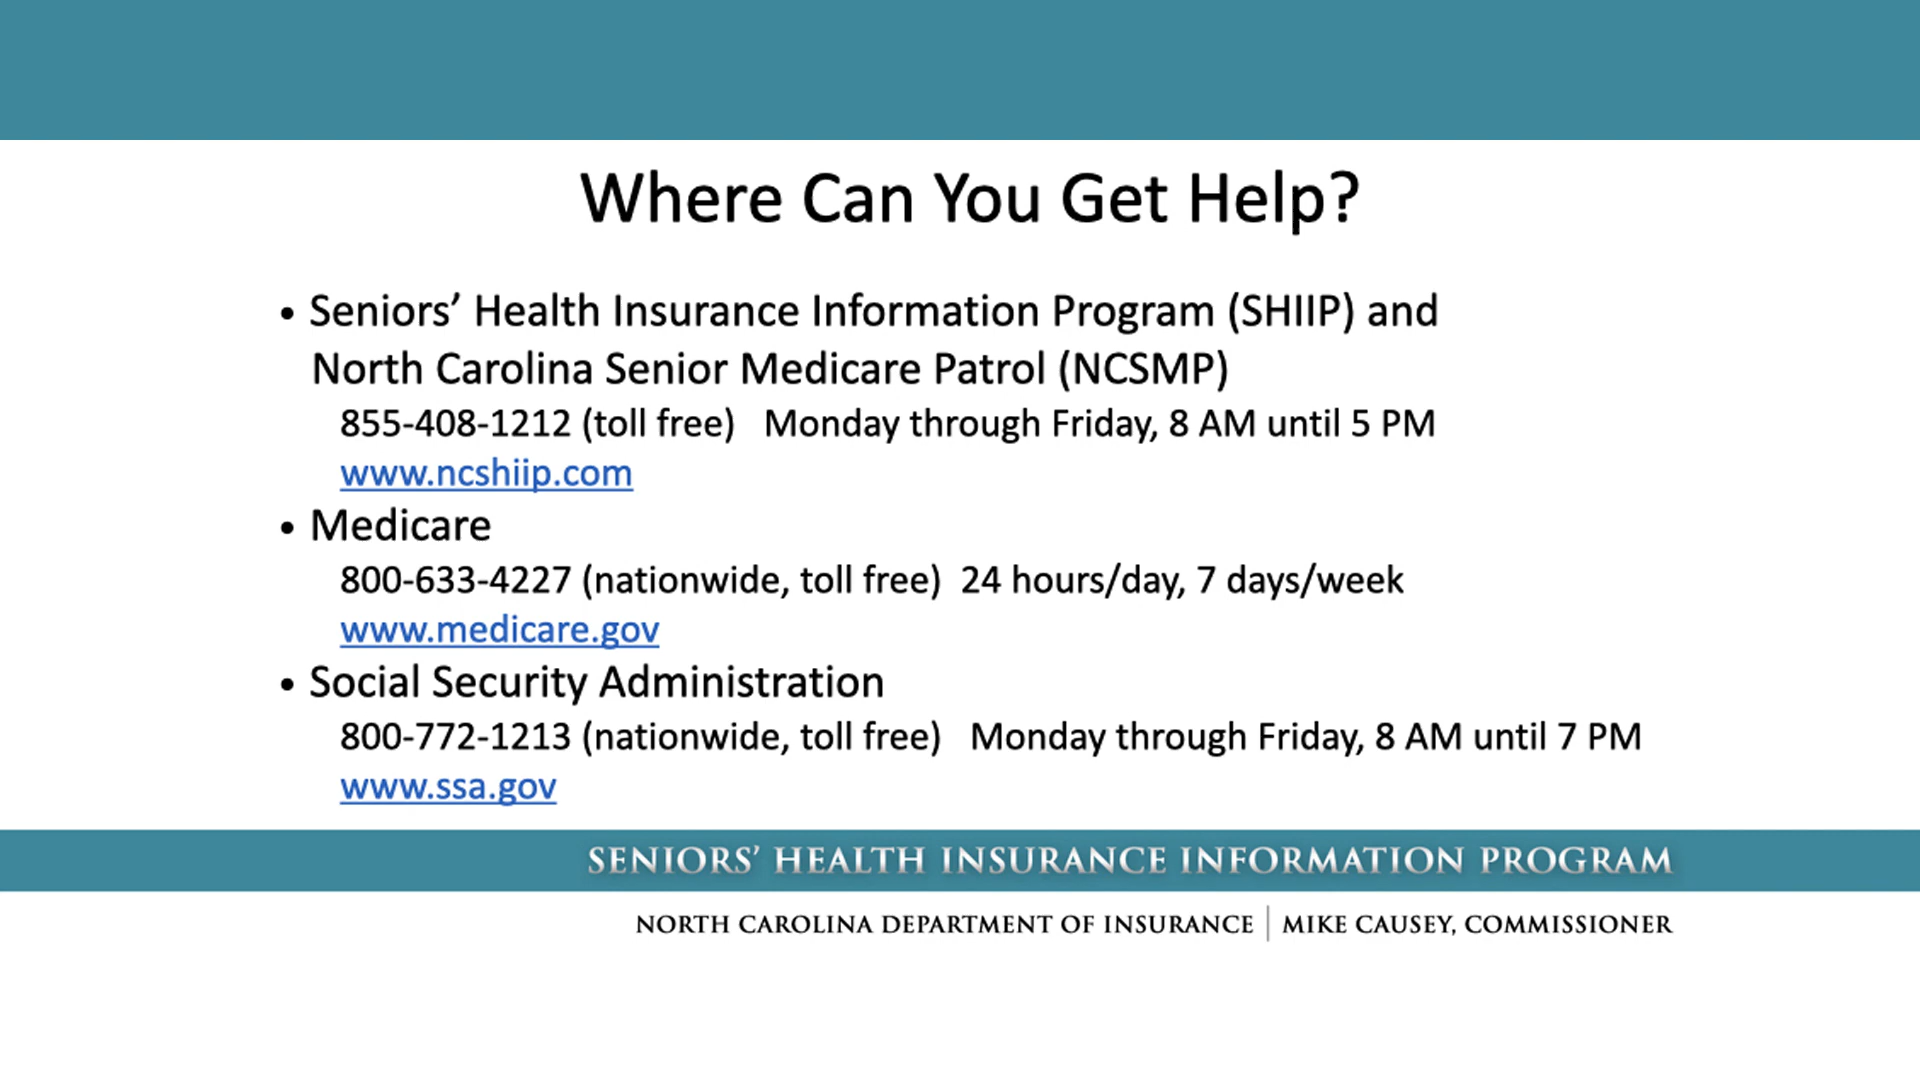 Where Can You Get Help?
• Seniors’ Health Insurance Information Program (SHIIP) and
North Carolina Senior Medicare Patrol (NCSMP)
855-408-1212 (toll free)   Monday through Friday, 8 AM until 5 PM
www.ncshiip.com
• Medicare
800-633-4227 (nationwide, toll free)  24 hours/day, 7 days/week
www.medicare.gov
• Social Security Administration
800-772-1213 (nationwide, toll free)   Monday through Friday, 8 AM until 7 PM
www.ssa.gov
SENIORS’ HEALTH INSURANCE INFORMATION PROGRAM
NORTH CAROLINA DEPARTMENT OF INSURANCE | MIKE CAUSEY, COMMISSIONER